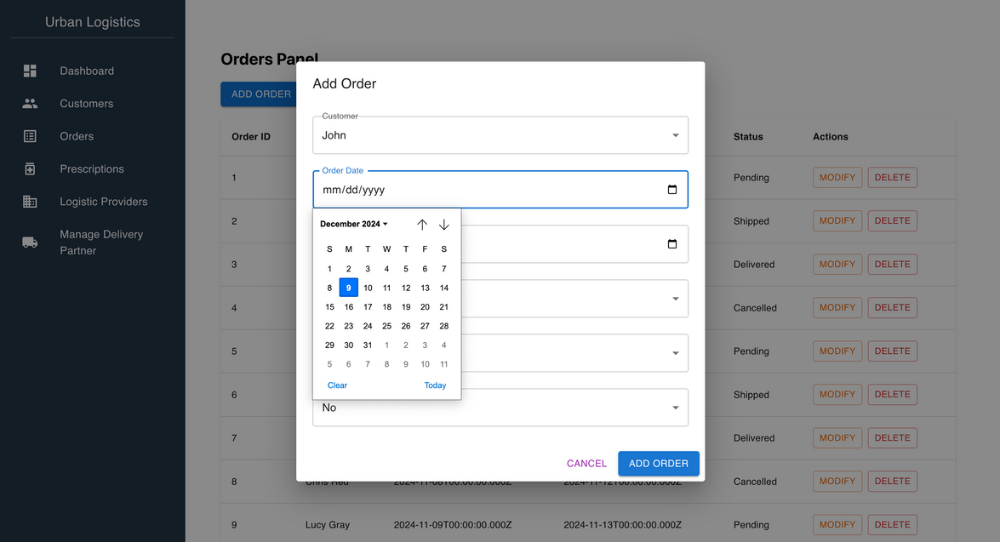 Urban Logistics
Dashboard
Customers
Orders
Prescriptions
Logistic Providers
Manage Delivery
Partner
Orders Panel
ADD ORDER
Order ID
Status
Actions
1
Pending
MODIFY
DELETE
2
Shipped
MODIFY
DELETE
3
Delivered
MODIFY
DELETE
4
Cancelled
MODIFY
DELETE
5
Pending
MODIFY
DELETE
6
Shipped
MODIFY
DELETE
7
Delivered
MODIFY
DELETE
8
Chris Red
2024-11-08T00:00:00.000Z
2024-11-12T00:00:00.000Z
Cancelled
MODIFY
DELETE
9
Lucy Gray
2024-11-09T00:00:00.000Z
2024-11-13T00:00:00.000Z
Pending
MODIFY
DELETE
Add Order
Customer
John
Order Date
mm/dd/yyyy
December 2024
S M T W T F S
1 2 3 4 5 6 7
8 9 10 11 12 13 14
15 16 17 18 19 20 21
22 23 24 25 26 27 28
29 30 31 1 2 3 4
5 6 7 8 9 10 11
Clear
Today
No
CANCEL
ADD ORDER